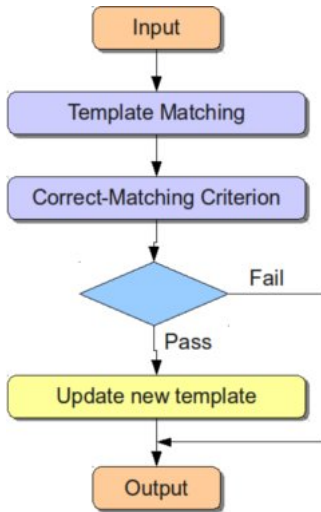 Input
Template Matching
Correct-Matching Criterion
Fail
Pass
Update new template
Output